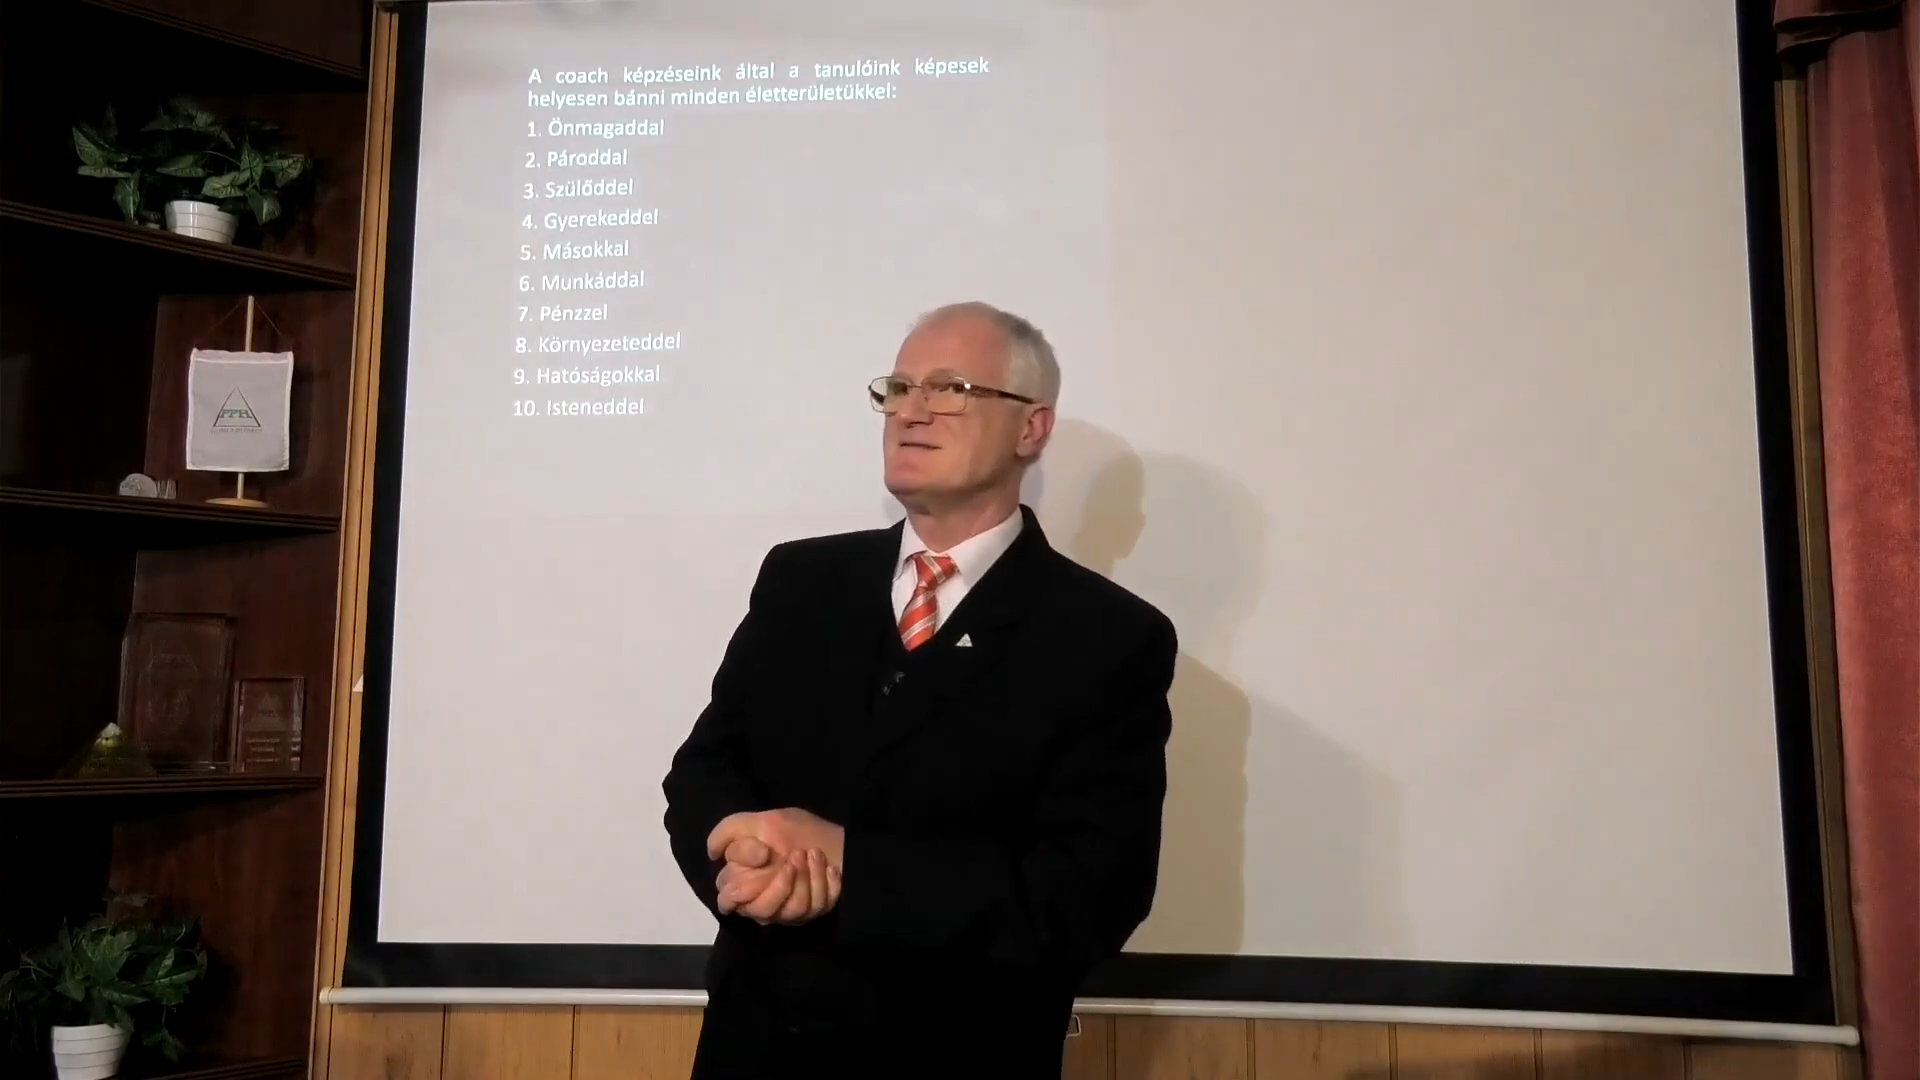 A coach képzéseink által a tanulóink képesek
helyesen bánni minden életterületükkel:
1. Önmagaddal
2. Pároddal
3. Szülőddel
4. Gyerekeddel
5. Másokkal
6. Munkáddal
7. Pénzzel
8. Környezeteddel
9. Hatóságokkal
10. Isteneddel